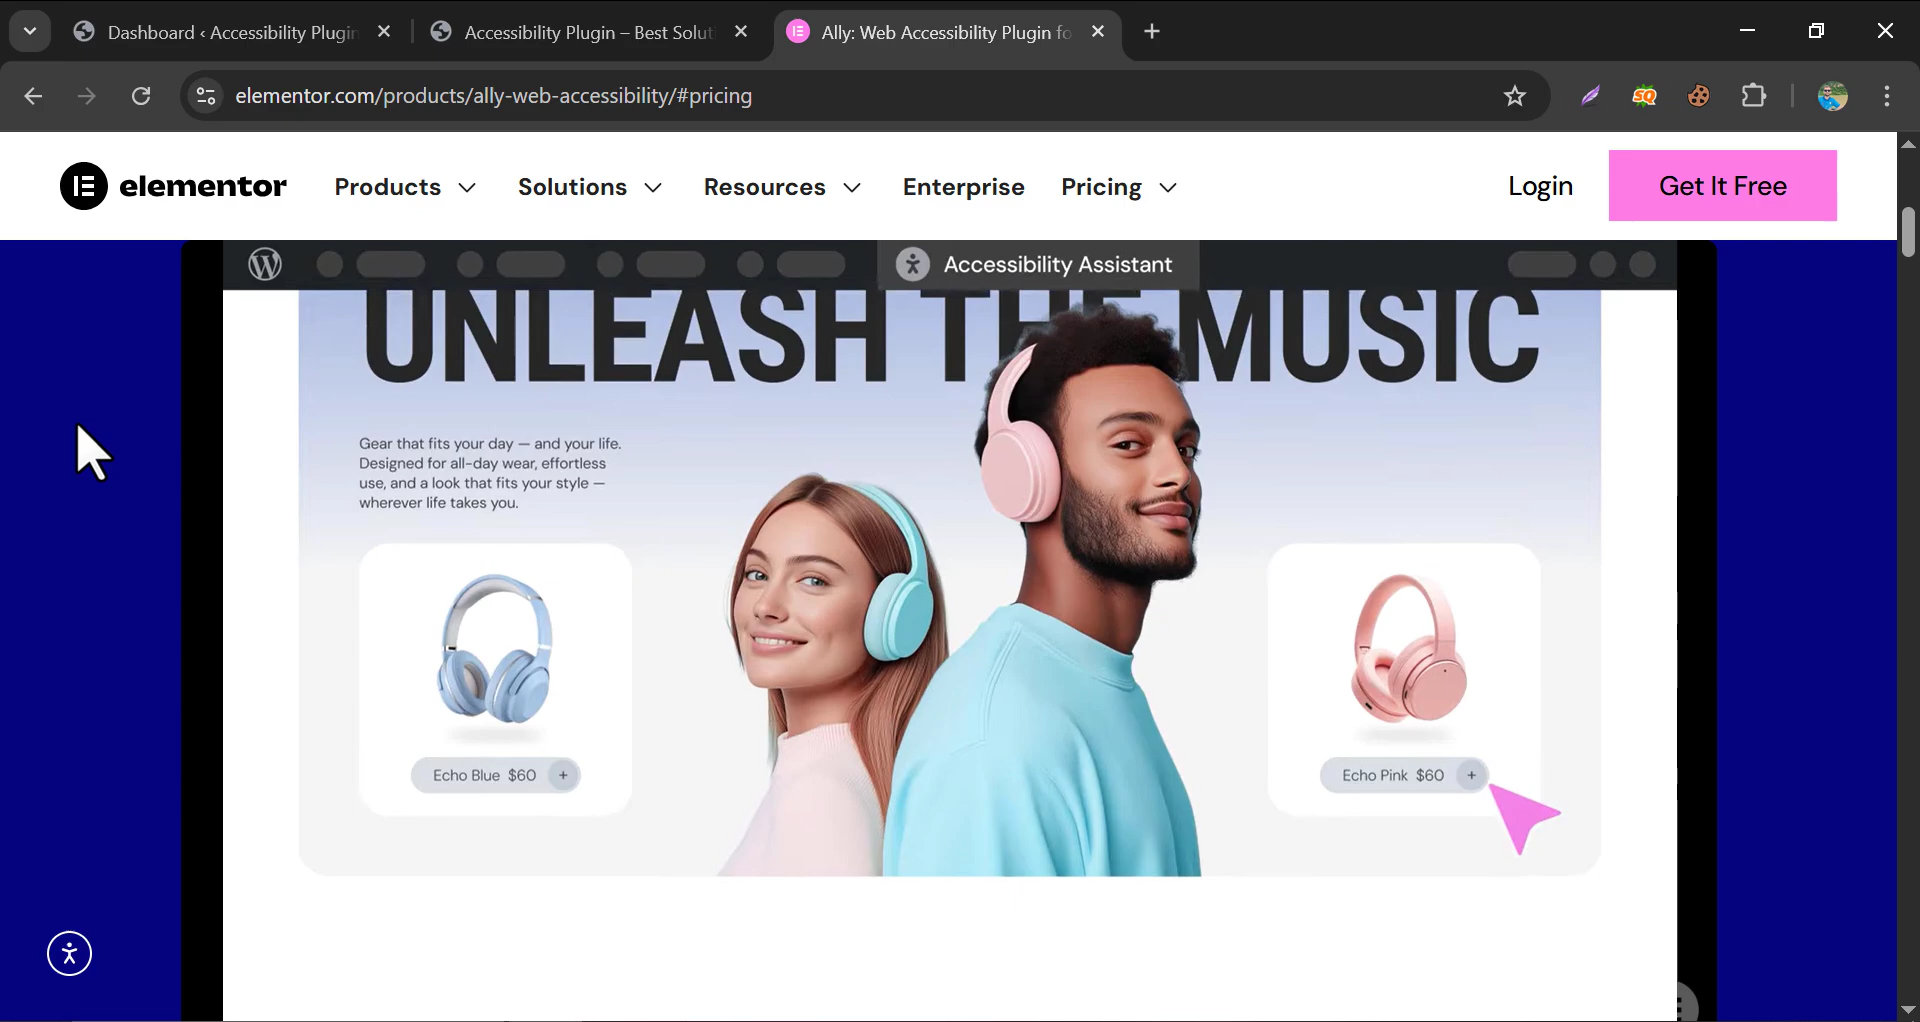 Dashboard ‹ Accessibility Plugin
Accessibility Plugin – Best Solut
Ally: Web Accessibility Plugin fo
elementor.com/products/ally-web-accessibility/#pricing
SQ
elementor
Products
Solutions
Resources
Enterprise
Pricing
Login
Get It Free
Accessibility Assistant
UNLEASH THE MUSIC
Gear that fits your day — and your life.
Designed for all-day wear, effortless
use, and a look that fits your style —
wherever life takes you.
Echo Blue $60 +
Echo Pink $60 +